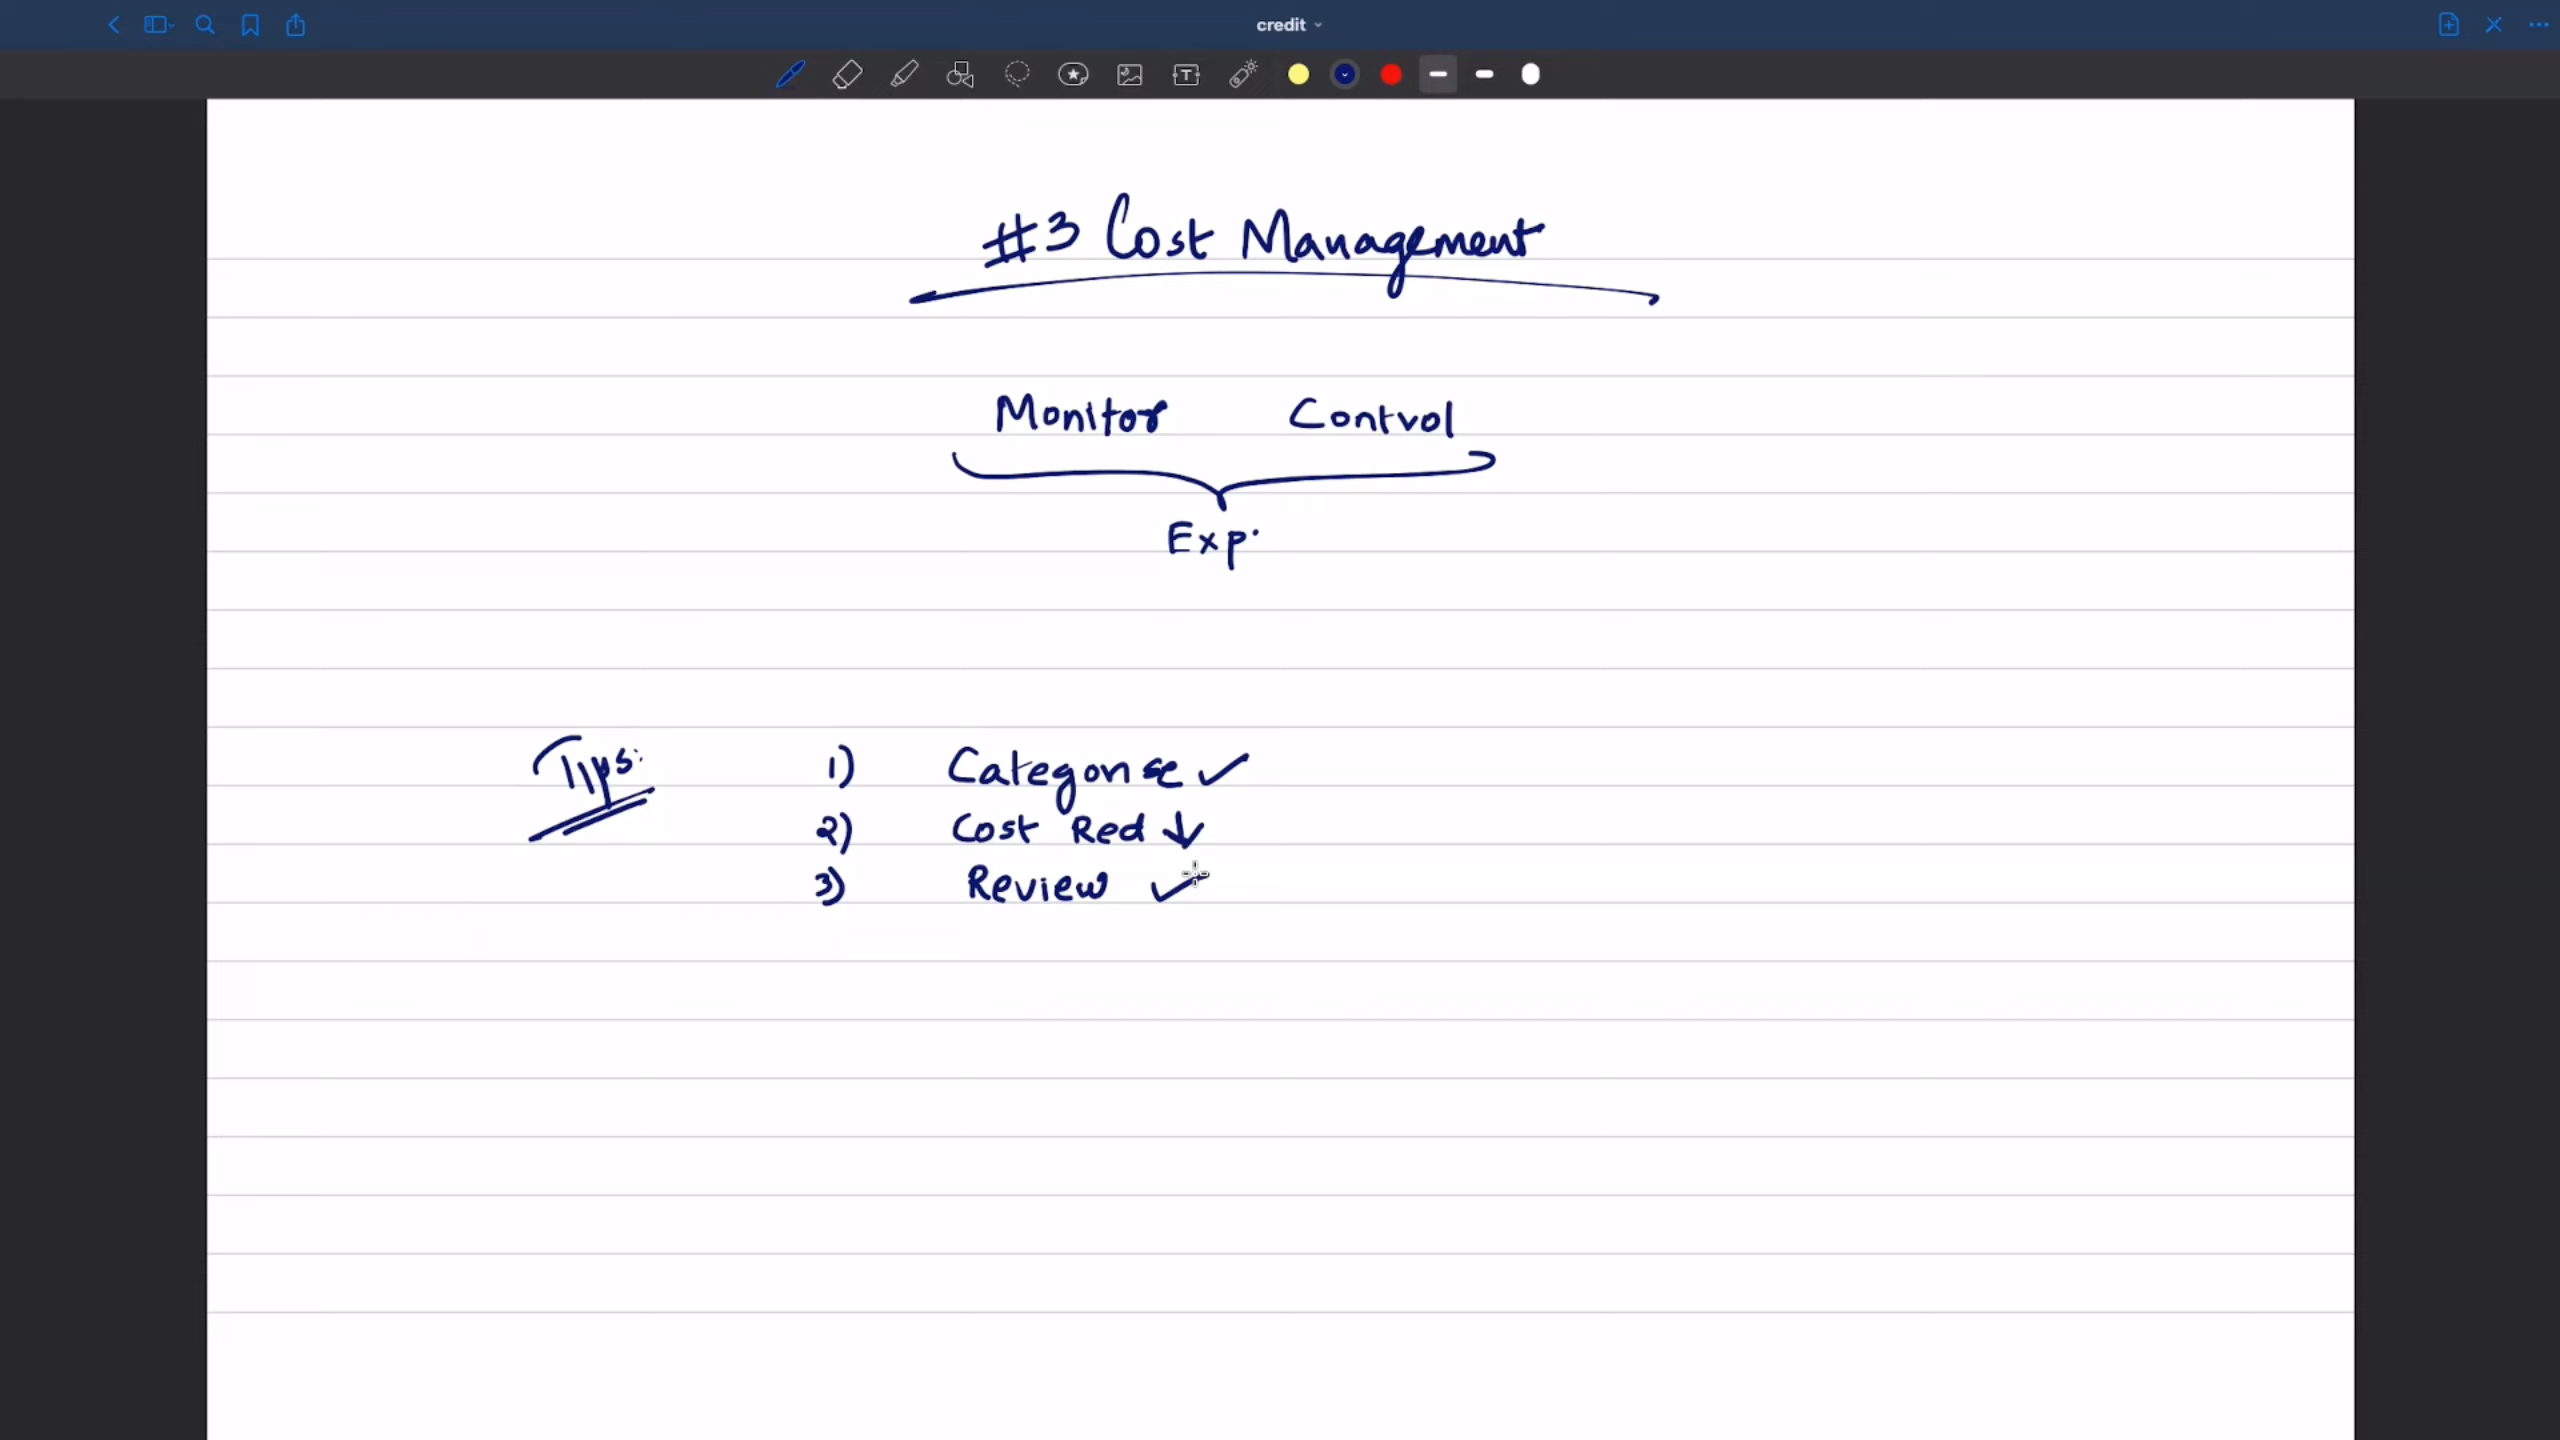 credit
#3 Cost Management
Monitor Control
Exp.
Tips:
1) Categorise ✓
2) Cost Red ↓
3) Review ✓